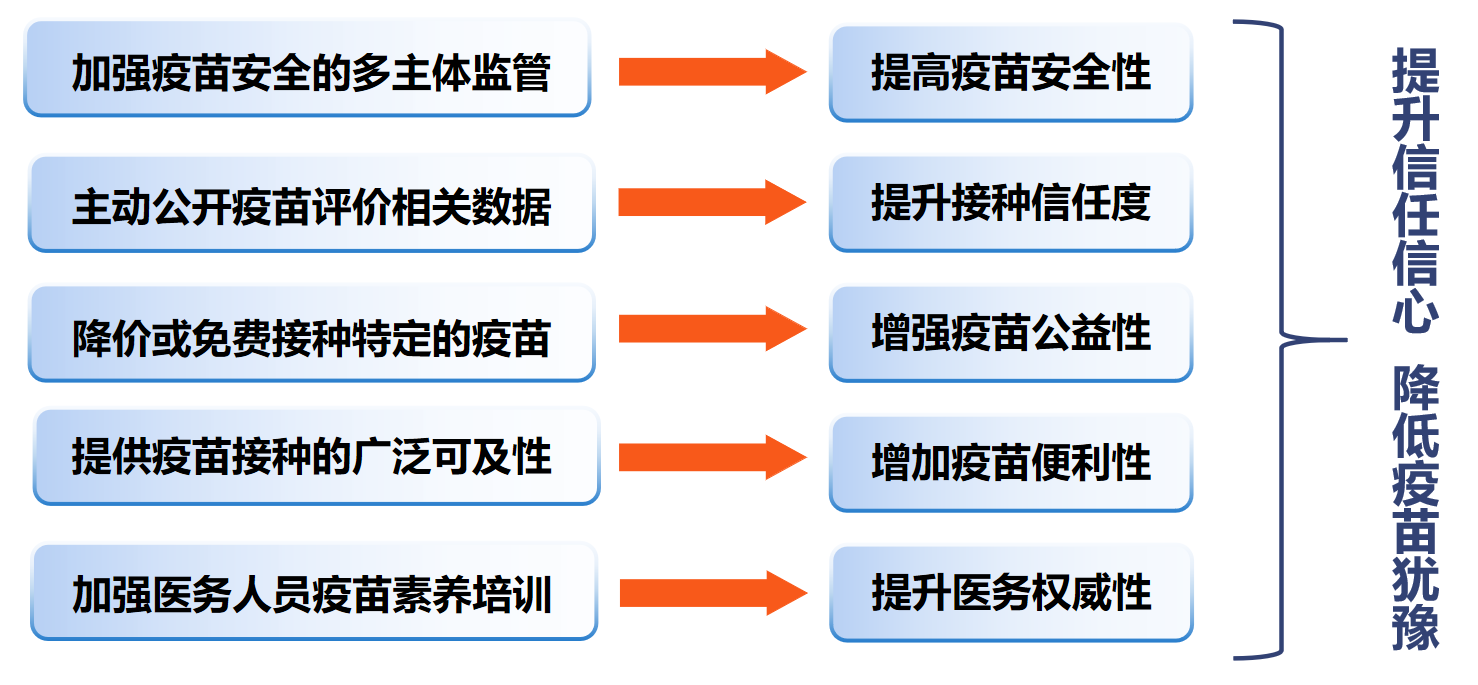 加强疫苗安全的多主体监管
提高疫苗安全性
主动公开疫苗评价相关数据
提升接种信任度
降价或免费接种特定的疫苗
增强疫苗公益性
提供疫苗接种的广泛可及性
增加疫苗便利性
加强医务人员疫苗素养培训
提升医务权威性
提升信任信心 降低疫苗犹豫